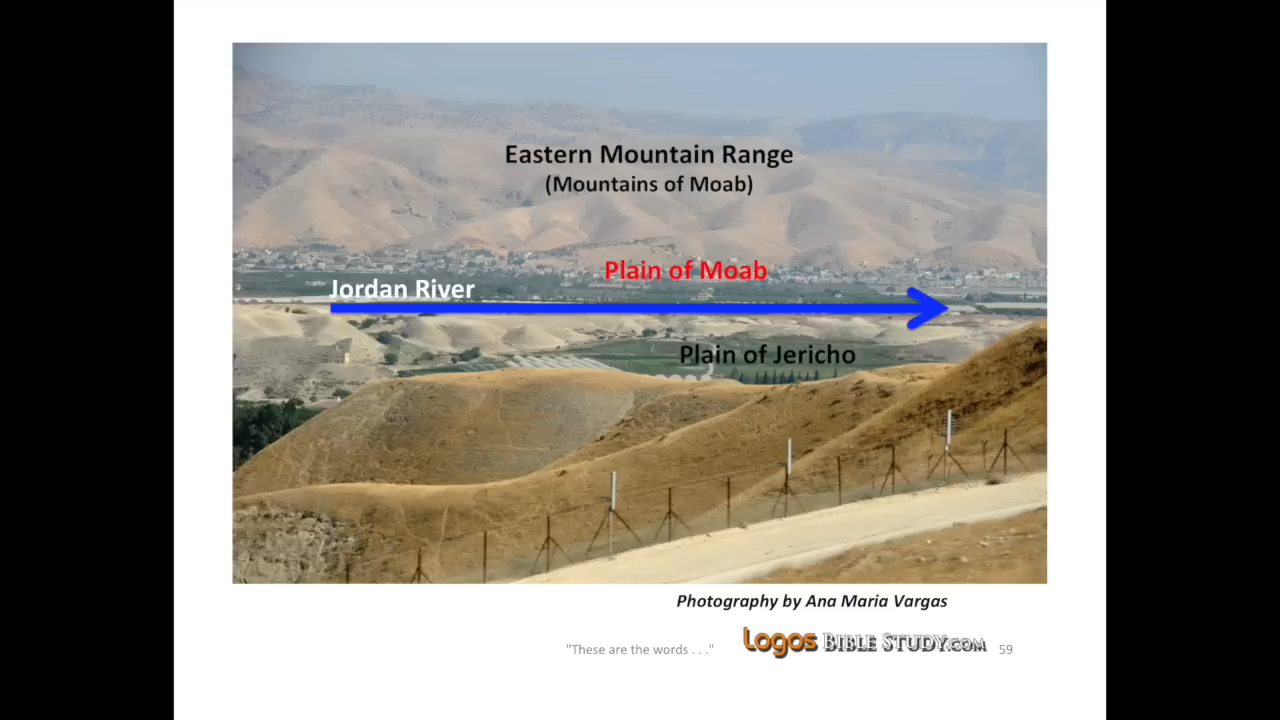 Eastern Mountain Range
(Mountains of Moab)
Plain of Moab
Jordan River
Plain of Jericho
Photography by Ana Maria Vargas
"These are the words . . ."
Logos BIBLE STUDY.COM
59